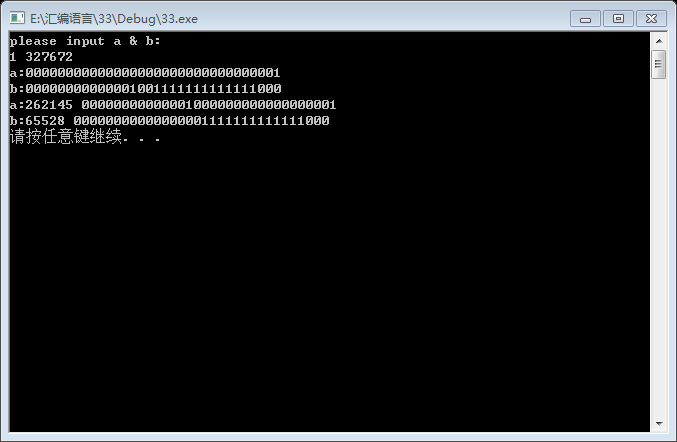 E:\汇编语言\33\Debug\33.exe
please input a & b:
1 327672
a:00000000000000000000000000000001
b:00000000000001001111111111111000
a:262145 00000000000001000000000000000001
b:65528 00000000000000001111111111111000
请按任意键继续. . .